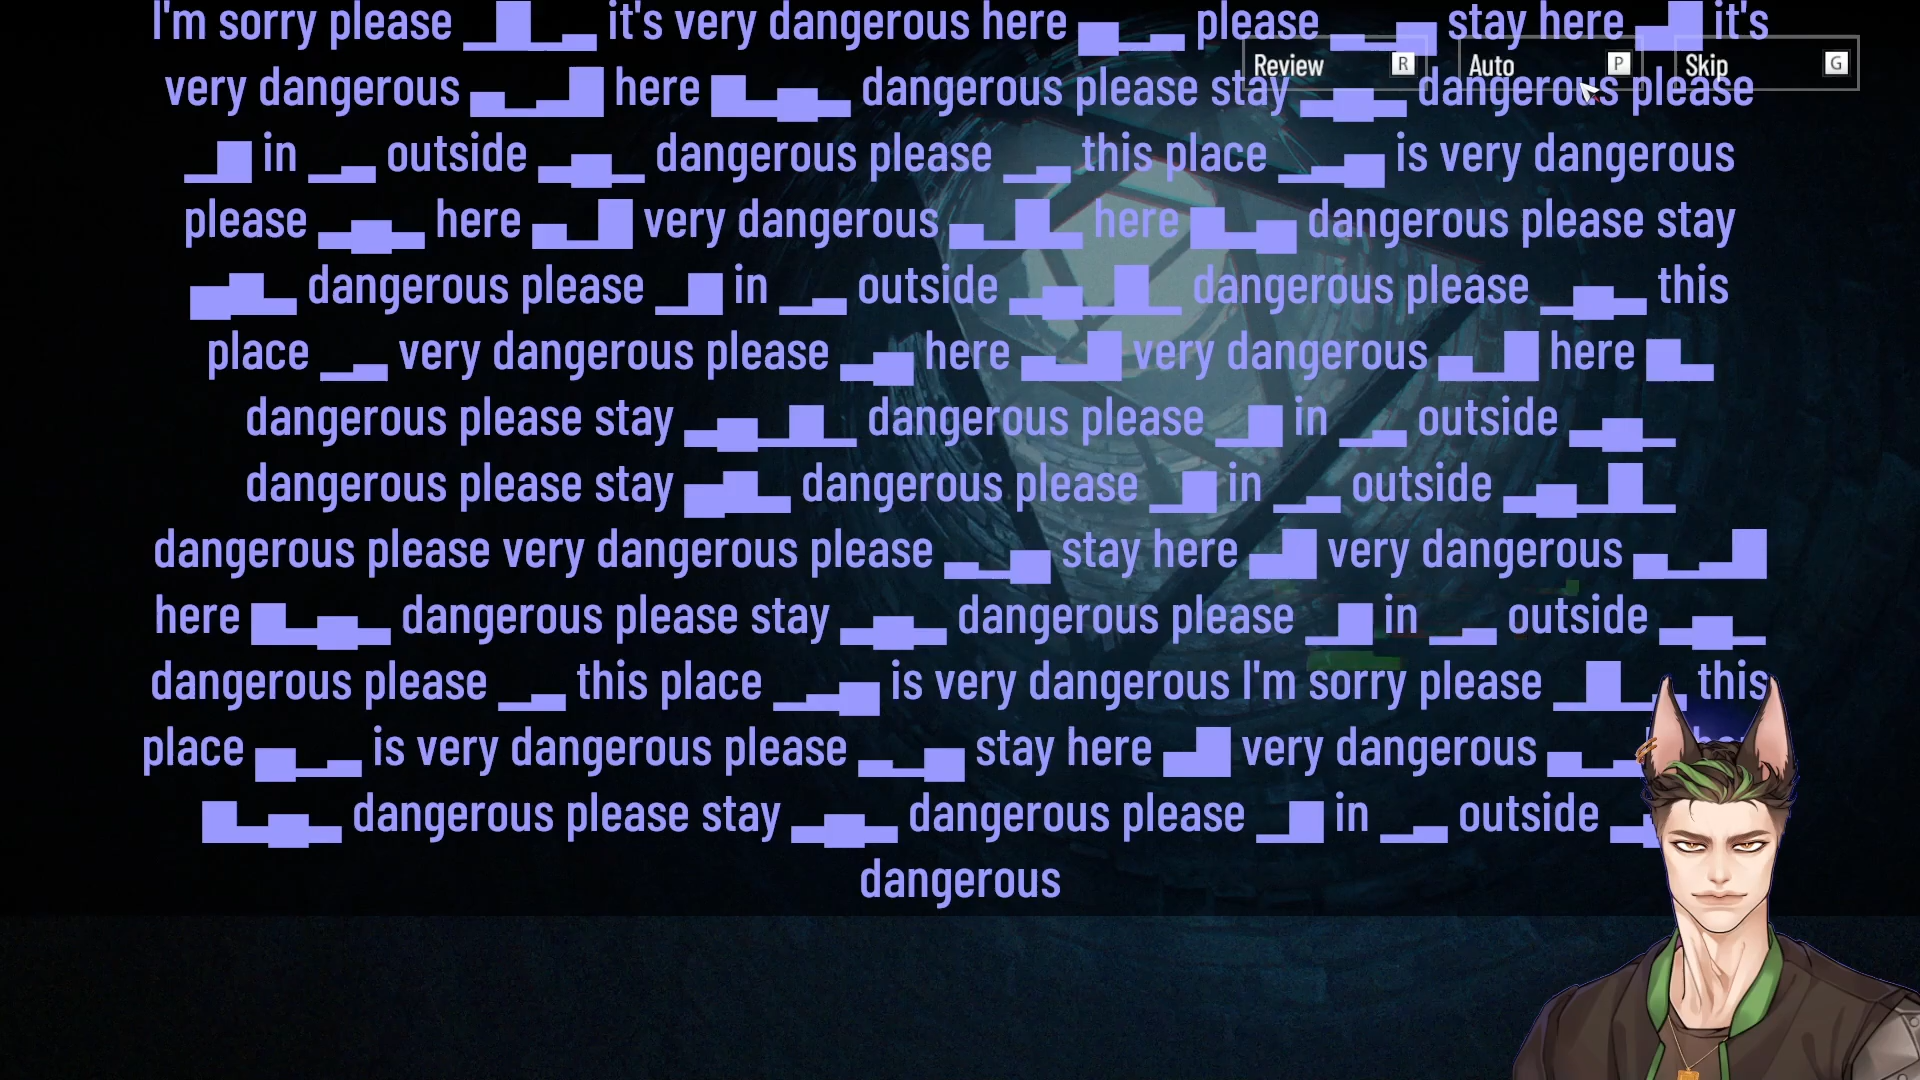 I'm sorry please ▁█▁▂ it's very dangerous here ▅▁▂ please ▂▁▅ stay here ▃█ it's
Review R Auto P Skip G
very dangerous ▃▁▂█ here █▁▅▁ dangerous please stay ▁▅▁ dangerous please
▁█ in ▁▂ outside ▂▅▁ dangerous please ▁▂ this place ▁▂▅ is very dangerous
please ▂▅▂ here ▃▁█ very dangerous ▃▁█▁ here █▁▅ dangerous please stay
▅█▂ dangerous please ▁█ in ▁▂ outside ▂▅▁█▁ dangerous please ▂▅▁ this
place ▁▂ very dangerous please ▂▅ here ▃▁█ very dangerous ▃▁█ here █▂
dangerous please stay ▂▅▁█▁ dangerous please ▁█ in ▁▂ outside ▂▅▁
dangerous please stay ▅█▂ dangerous please ▁█ in ▁▂ outside ▂▅▁█▁
dangerous please very dangerous please ▂▁▅ stay here ▃█ very dangerous ▃▁▂█
here █▁▅▂ dangerous please stay ▂▅▁ dangerous please ▁█ in ▁▂ outside ▂▅▁
dangerous please ▁▂ this place ▁▂▅ is very dangerous I'm sorry please ▁█▁▂ this
place ▅▁▂ is very dangerous please ▂▁▅ stay here ▃█ very dangerous
█▁▅▂ dangerous please stay ▂▅▂ dangerous please ▁█ in ▁▂ outside
dangerous